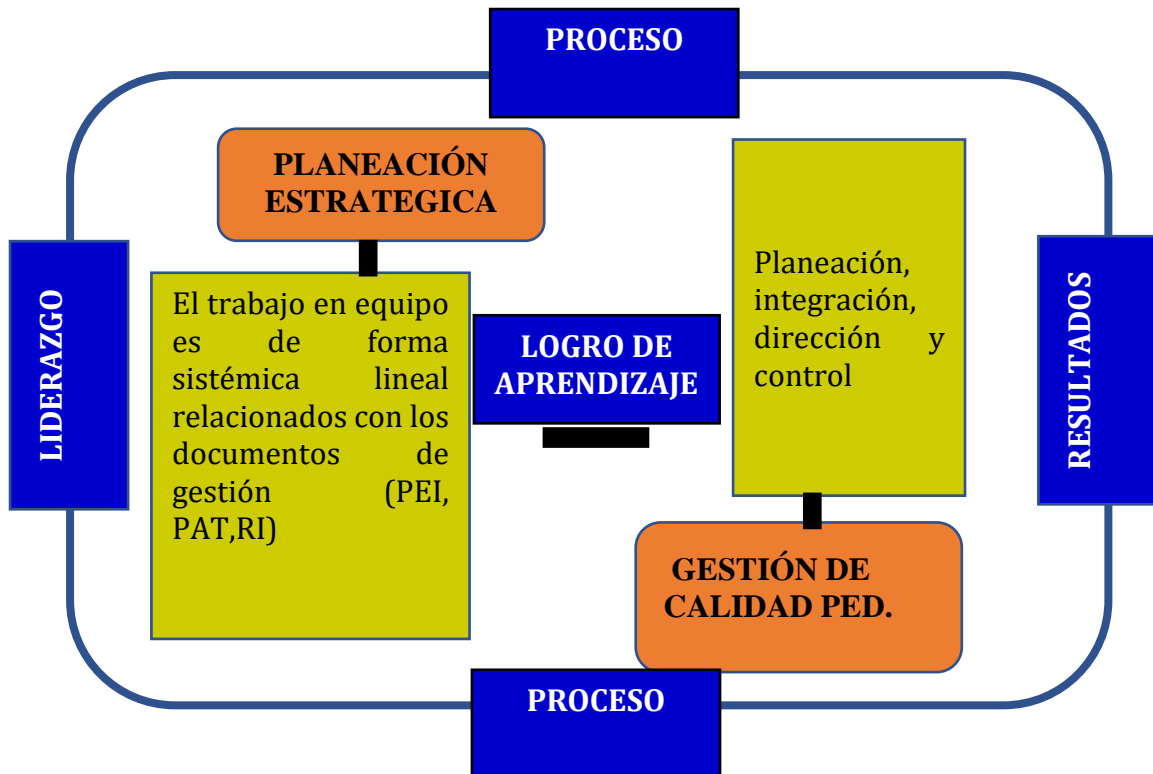 PROCESO
PLANEACIÓN
ESTRATEGICA
LIDERAZGO
El trabajo en equipo
es de forma
sistémica lineal
relacionados con los
documentos de
gestión (PEI,
PAT,RI)
LOGRO DE
APRENDIZAJE
Planeación,
integración,
dirección y
control
RESULTADOS
GESTIÓN DE
CALIDAD PED.
PROCESO